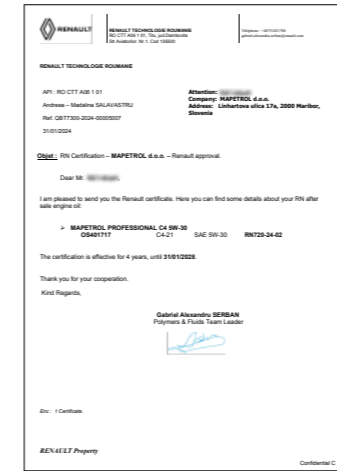 RENAULT
RENAULT TECHNOLOGIE ROUMANIE
RENAULT TECHNOLOGIE ROUMANIE
API : RO CTT A06 1 01
Andreea – Madalina SALAVASTRU
Ref. QBT7300-2024-00005007
31/01/2024
Attention:
Company: MAPETROL d.o.o.
Address: Linhartova ulica 17a, 2000 Maribor,
Slovenia
Objet : RN Certification – MAPETROL d.o.o. – Renault approval.
Dear Mr.
I am pleased to send you the Renault certificate. Here you can find some details about your RN after
sale engine oil:
➢ MAPETROL PROFESSIONAL C4 5W-30
OS401717 C4-21 SAE 5W-30 RN720-24-02
The certification is effective for 4 years, until 31/01/2028.
Thank you for your cooperation.
Kind Regards,
Gabriel Alexandru SERBAN
Polymers & Fluids Team Leader
Enc : 1 Certificate.
RENAULT Property
Confidential C